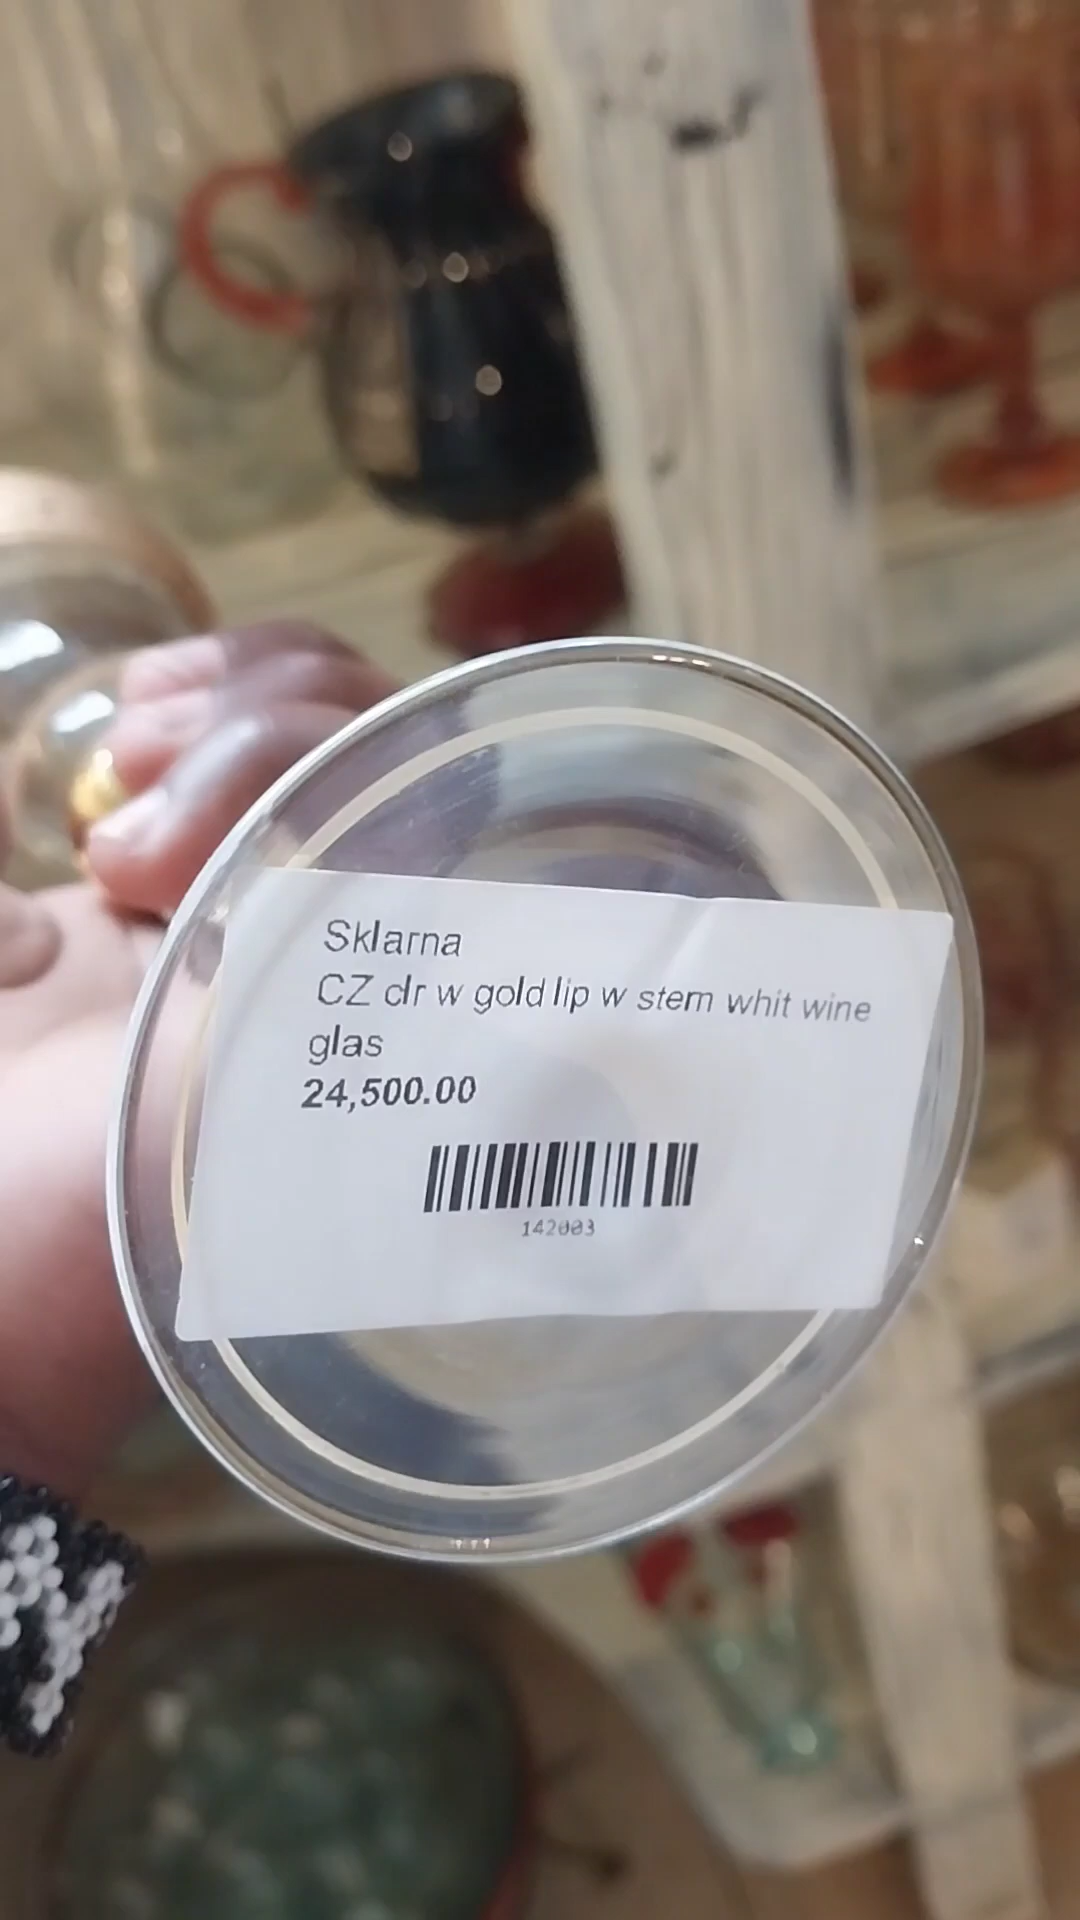 Sklarna
CZ clr w gold lip w stem whit wine
glas
24,500.00
142003